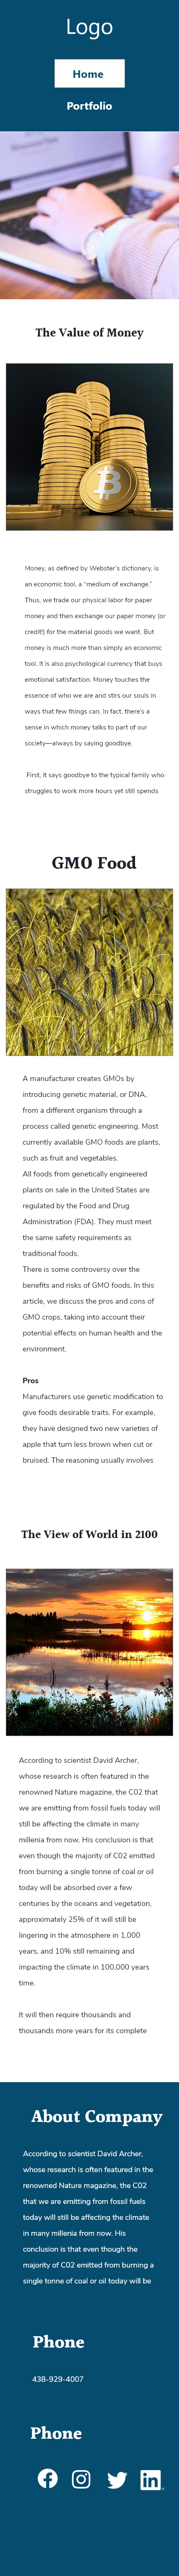 Logo
Home
Portfolio
The Value of Money
Money, as defined by Webster's dictionary, is
an economic tool, a “medium of exchange.”
Thus, we trade our physical labor for paper
money and then exchange our paper money (or
credit!) for the material goods we want. But
money is much more than simply an economic
tool. It is also psychological currency that buys
emotional satisfaction. Money touches the
essence of who we are and stirs our souls in
ways that few things can. In fact, there's a
sense in which money talks to part of our
society—always by saying goodbye.
First, it says goodbye to the typical family who
struggles to work more hours yet still spends
GMO Food
A manufacturer creates GMOs by
introducing genetic material, or DNA,
from a different organism through a
process called genetic engineering. Most
currently available GMO foods are plants,
such as fruit and vegetables.
All foods from genetically engineered
plants on sale in the United States are
regulated by the Food and Drug
Administration (FDA). They must meet
the same safety requirements as
traditional foods.
There is some controversy over the
benefits and risks of GMO foods. In this
article, we discuss the pros and cons of
GMO crops, taking into account their
potential effects on human health and the
environment.
Pros
Manufacturers use genetic modification to
give foods desirable traits. For example,
they have designed two new varieties of
apple that turn less brown when cut or
bruised. The reasoning usually involves
The View of World in 2100
According to scientist David Archer,
whose research is often featured in the
renowned Nature magazine, the C02 that
we are emitting from fossil fuels today will
still be affecting the climate in many
millenia from now. His conclusion is that
even though the majority of C02 emitted
from burning a single tonne of coal or oil
today will be absorbed over a few
centuries by the oceans and vegetation,
approximately 25% of it will still be
lingering in the atmosphere in 1,000
years, and 10% still remaining and
impacting the climate in 100,000 years
time.
It will then require thousands and
thousands more years for its complete
About Company
According to scientist David Archer,
whose research is often featured in the
renowned Nature magazine, the C02
that we are emitting from fossil fuels
today will still be affecting the climate
in many millenia from now. His
conclusion is that even though the
majority of C02 emitted from burning a
single tonne of coal or oil today will be
Phone
438-929-4007
Phone